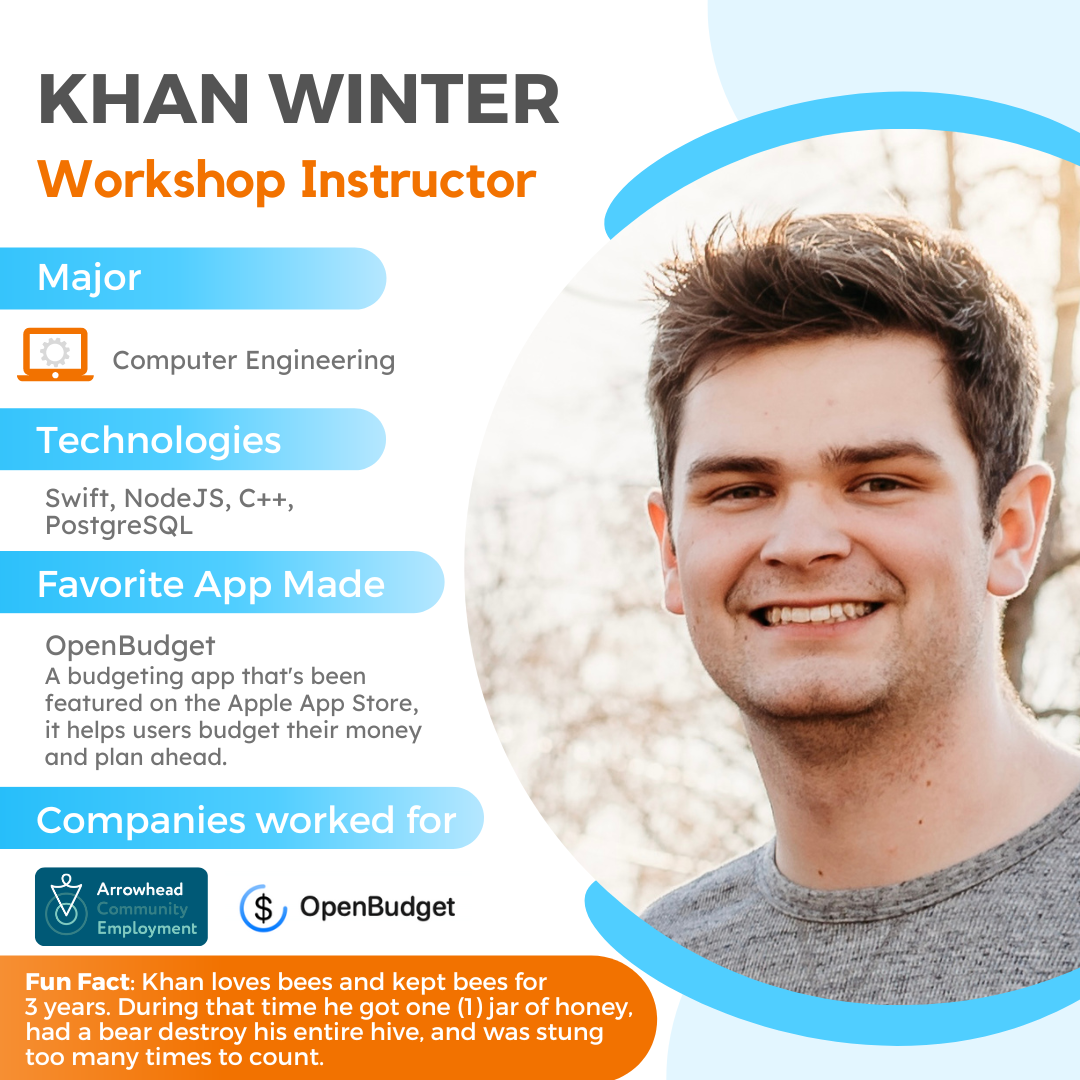 KHAN WINTER
Workshop Instructor
Major
Computer Engineering
Technologies
Swift, NodeJS, C++,
PostgreSQL
Favorite App Made
OpenBudget
A budgeting app that's been
featured on the Apple App Store,
it helps users budget their money
and plan ahead.
Companies worked for
Arrowhead
Community
Employment
$ OpenBudget
Fun Fact: Khan loves bees and kept bees for
3 years. During that time he got one (1) jar of honey,
had a bear destroy his entire hive, and was stung
too many times to count.